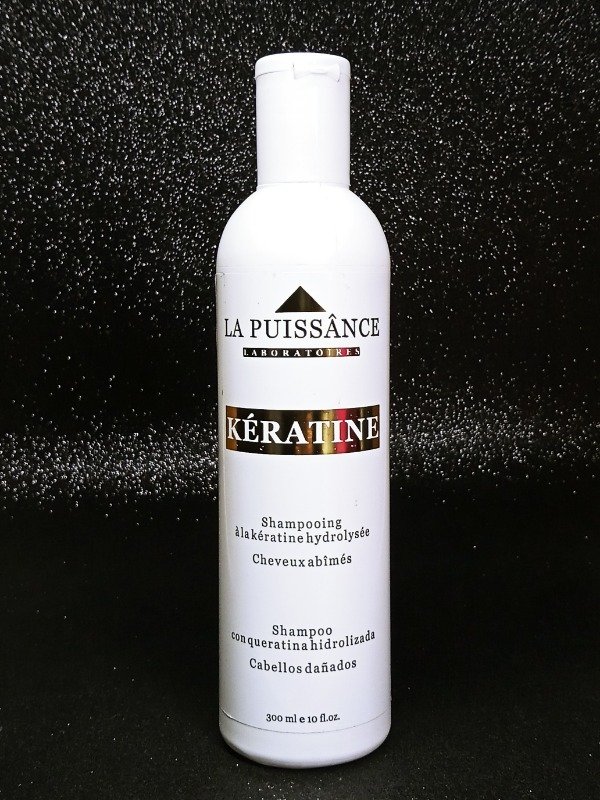 LA PUISSÂNCE
LABORATÓIRES
KÉRATINE
Shampooing
à la kératine hydrolysée
Cheveux abîmés
Shampoo
con queratina hidrolizada
Cabellos dañados
300 ml e 10 fl.oz.